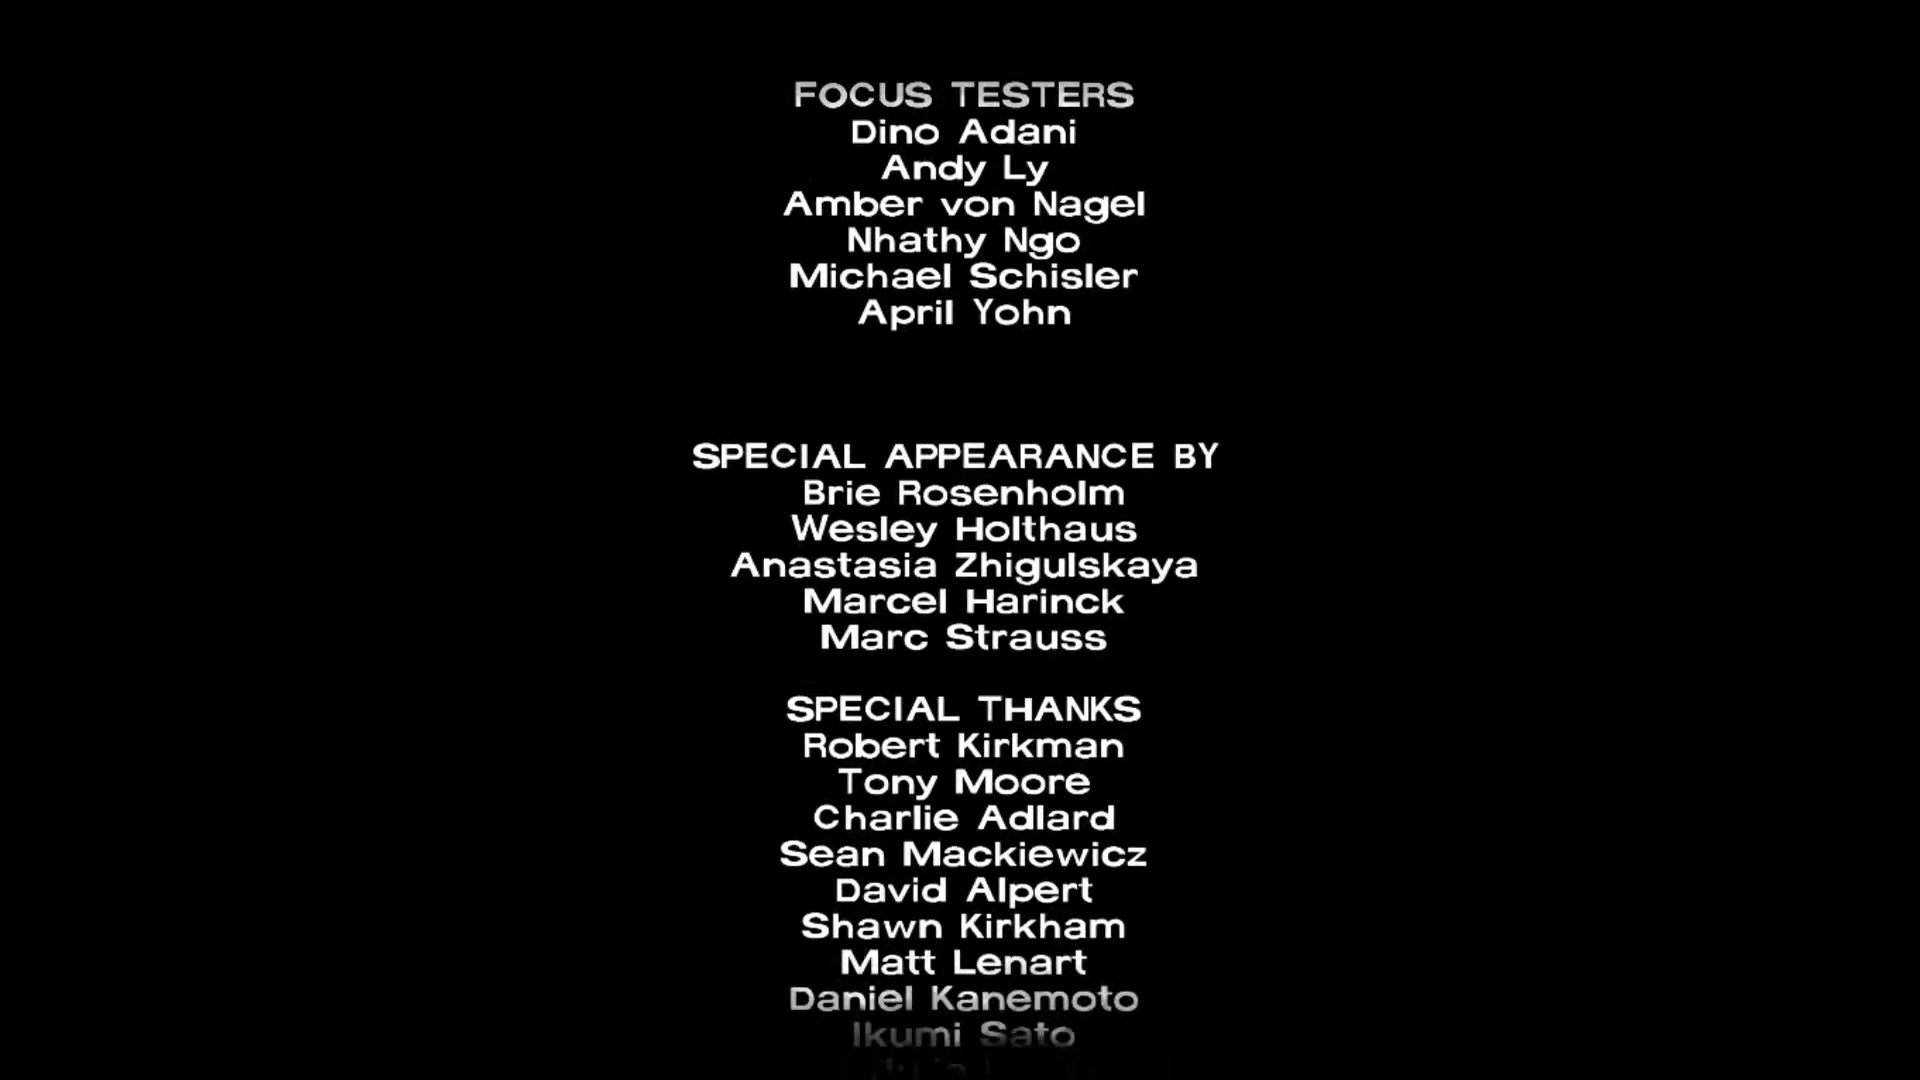 FOCUS TESTERS
Dino Adani
Andy Ly
Amber von Nagel
Nhathy Ngo
Michael Schisler
April Yohn
SPECIAL APPEARANCE BY
Brie Rosenholm
Wesley Holthaus
Anastasia Zhigulskaya
Marcel Harinck
Marc Strauss
SPECIAL THANKS
Robert Kirkman
Tony Moore
Charlie Adlard
Sean Mackiewicz
David Alpert
Shawn Kirkham
Matt Lenart
Daniel Kanemoto
Ikumi Sato